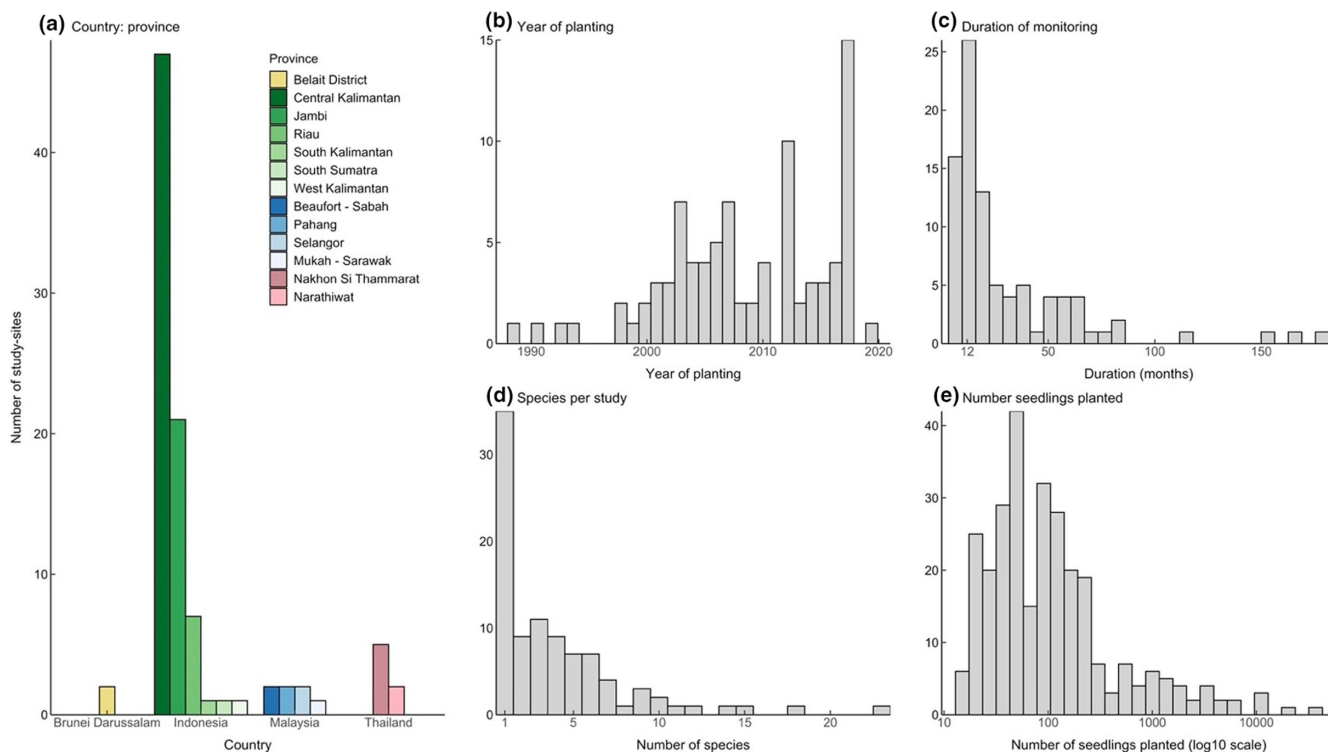 (a) Country: province
Number of study-sites
40
30
20
10
0
Province
Belait District
Central Kalimantan
Jambi
Riau
South Kalimantan
South Sumatra
West Kalimantan
Beaufort - Sabah
Pahang
Selangor
Mukah - Sarawak
Nakhon Si Thammarat
Narathiwat
Brunei Darussalam Indonesia Malaysia Thailand
Country
(b) Year of planting
15
10
5
0
1990 2000 2010 2020
Year of planting
(c) Duration of monitoring
25
20
15
10
5
0
12 50 100 150
Duration (months)
(d) Species per study
30
20
10
0
1 5 10 15 20
Number of species
(e) Number seedlings planted
40
30
20
10
0
10 100 1000 10000
Number of seedlings planted (log10 scale)